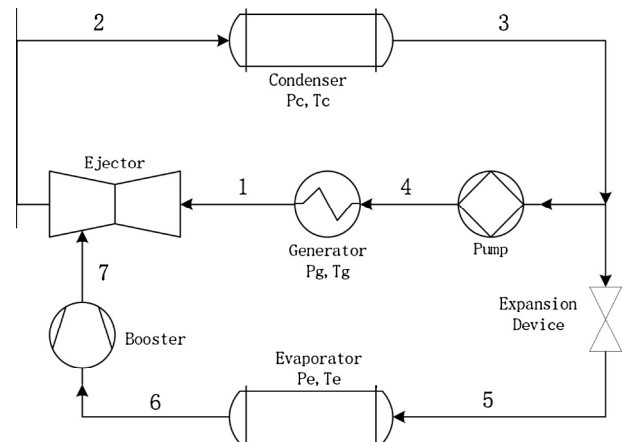 2
3
Condenser
Pc,Tc
Ejector
1
4
Generator
Pg,Tg
Pump
7
Booster
Expansion
Device
Evaporator
Pe,Te
6
5